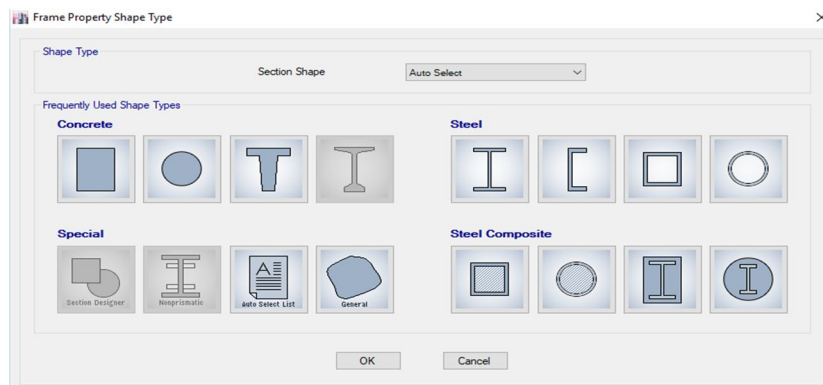 Frame Property Shape Type
Shape Type
Section Shape
Auto Select
Frequently Used Shape Types
Concrete
Steel
Special
Section Designer
Nonprismatic
Auto Select List
General
Steel Composite
OK
Cancel